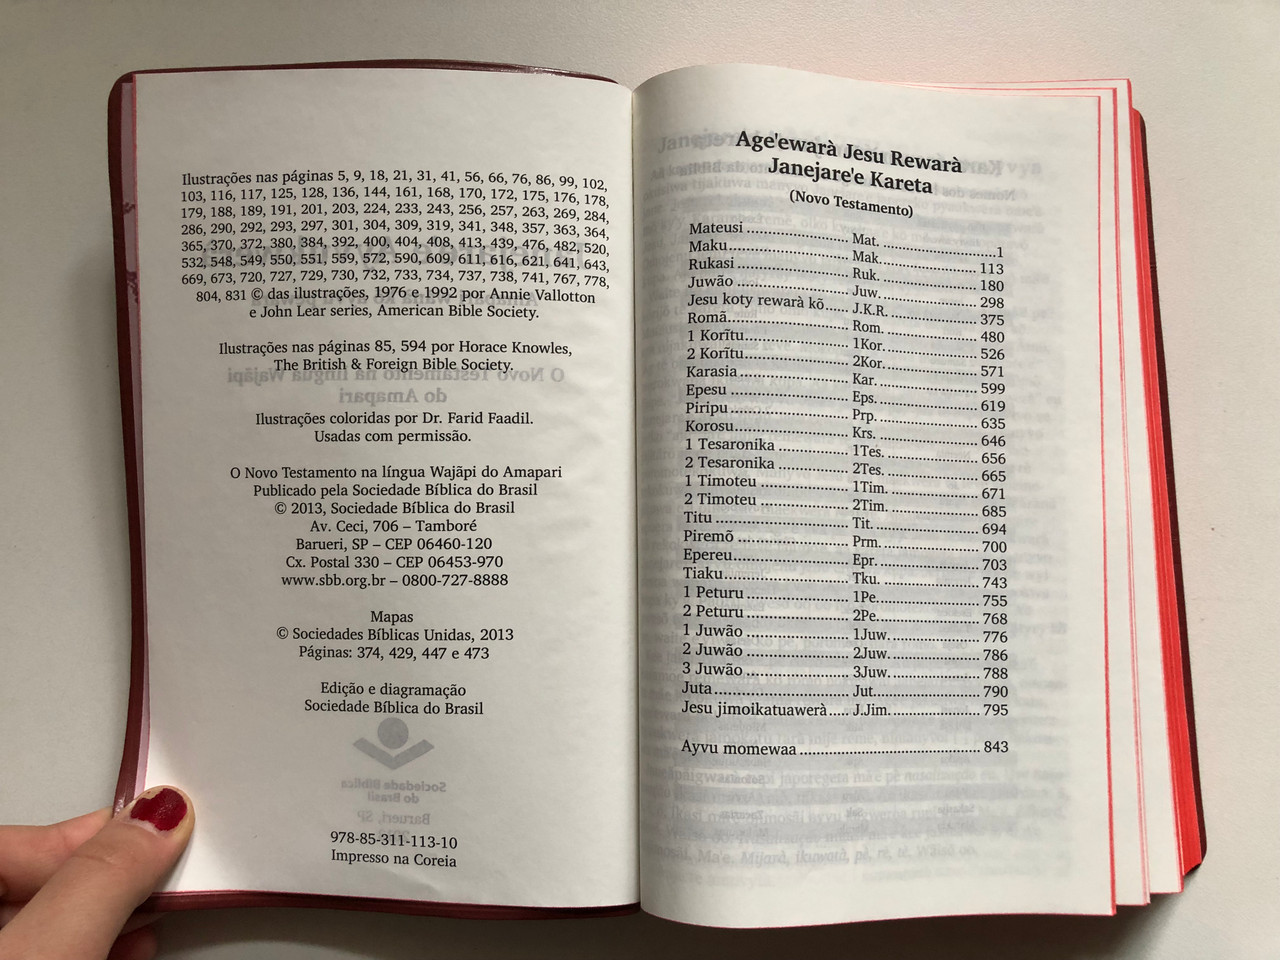 Ilustrações nas páginas 5, 9, 18, 21, 31, 41, 56, 66, 76, 86, 99, 102,
103, 116, 117, 125, 128, 136, 144, 161, 168, 170, 172, 175, 176, 178,
179, 188, 189, 191, 201, 203, 224, 233, 243, 256, 257, 263, 269, 284,
286, 290, 292, 293, 297, 301, 304, 309, 319, 341, 348, 357, 363, 364,
365, 370, 372, 380, 384, 392, 400, 404, 408, 413, 439, 476, 482, 520,
532, 548, 549, 550, 551, 559, 572, 590, 609, 611, 616, 621, 641, 643,
669, 673, 720, 727, 729, 730, 732, 733, 734, 737, 738, 741, 767, 778,
804, 831 © das ilustrações, 1976 e 1992 por Annie Vallotton
e John Lear series, American Bible Society.
Ilustrações nas páginas 85, 594 por Horace Knowles,
The British & Foreign Bible Society.
Ilustrações coloridas por Dr. Farid Faadil.
Usadas com permissão.
O Novo Testamento na língua Wajãpi do Amapari
Publicado pela Sociedade Bíblica do Brasil
© 2013, Sociedade Bíblica do Brasil
Av. Ceci, 706 – Tamboré
Barueri, SP – CEP 06460-120
Cx. Postal 330 – CEP 06453-970
www.sbb.org.br – 0800-727-8888
Mapas
© Sociedades Bíblicas Unidas, 2013
Páginas: 374, 429, 447 e 473
Edição e diagramação
Sociedade Bíblica do Brasil
978-85-311-113-10
Impresso na Coreia
Age'ewarà Jesu Rewarà
Janejare'e Kareta
(Novo Testamento)
Mateusi ........ Mat. ........ 1
Maku ........ Mak. ........ 113
Rukasi ........ Ruk. ........ 180
Juwão ........ Juw. ........ 298
Jesu koty rewarà kõ ...... J.K.R. ........ 375
Romã ........ Rom. ........ 480
1 Korĩtu ........ 1Kor. ........ 526
2 Korĩtu ........ 2Kor. ........ 571
Karasia ........ Kar. ........ 599
Epesu ........ Eps. ........ 619
Piripu ........ Prp. ........ 635
Korosu ........ Krs. ........ 646
1 Tesaronika ........ 1Tes. ........ 656
2 Tesaronika ........ 2Tes. ........ 665
1 Timoteu ........ 1Tim. ........ 671
2 Timoteu ........ 2Tim. ........ 685
Titu ........ Tit. ........ 694
Piremõ ........ Prm. ........ 700
Epereu ........ Epr. ........ 703
Tiaku ........ Tku. ........ 743
1 Peturu ........ 1Pe. ........ 755
2 Peturu ........ 2Pe. ........ 768
1 Juwão ........ 1Juw. ........ 776
2 Juwão ........ 2Juw. ........ 786
3 Juwão ........ 3Juw. ........ 788
Juta ........ Jut. ........ 790
Jesu jimoikatuawerà ..... J.Jim. ........ 795
Ayvu momewaa ........ 843